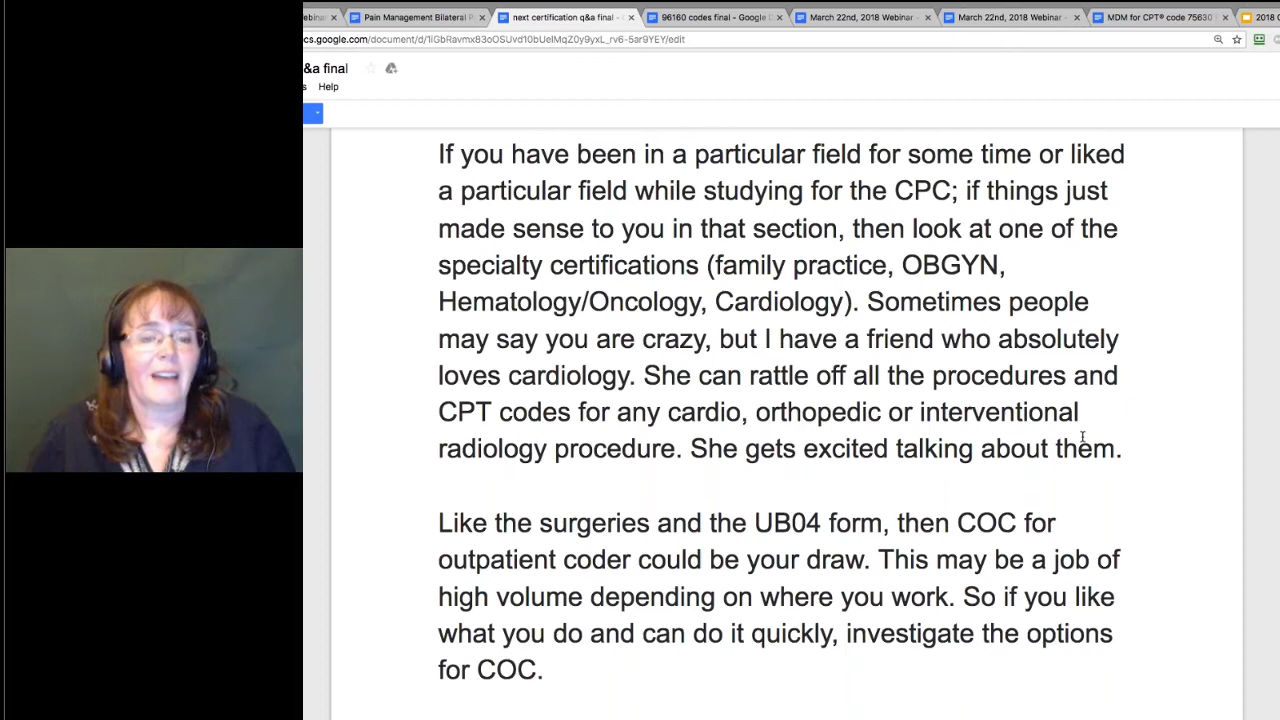 ebinar
Pain Management Bilateral P
next certification q&a final -
96160 codes final - Google D
March 22nd, 2018 Webinar -
March 22nd, 2018 Webinar -
MDM for CPT® code 75630
2018 C
&a final
Help
If you have been in a particular field for some time or liked
a particular field while studying for the CPC; if things just
made sense to you in that section, then look at one of the
specialty certifications (family practice, OBGYN,
Hematology/Oncology, Cardiology). Sometimes people
may say you are crazy, but I have a friend who absolutely
loves cardiology. She can rattle off all the procedures and
CPT codes for any cardio, orthopedic or interventional
radiology procedure. She gets excited talking about them.
Like the surgeries and the UB04 form, then COC for
outpatient coder could be your draw. This may be a job of
high volume depending on where you work. So if you like
what you do and can do it quickly, investigate the options
for COC.